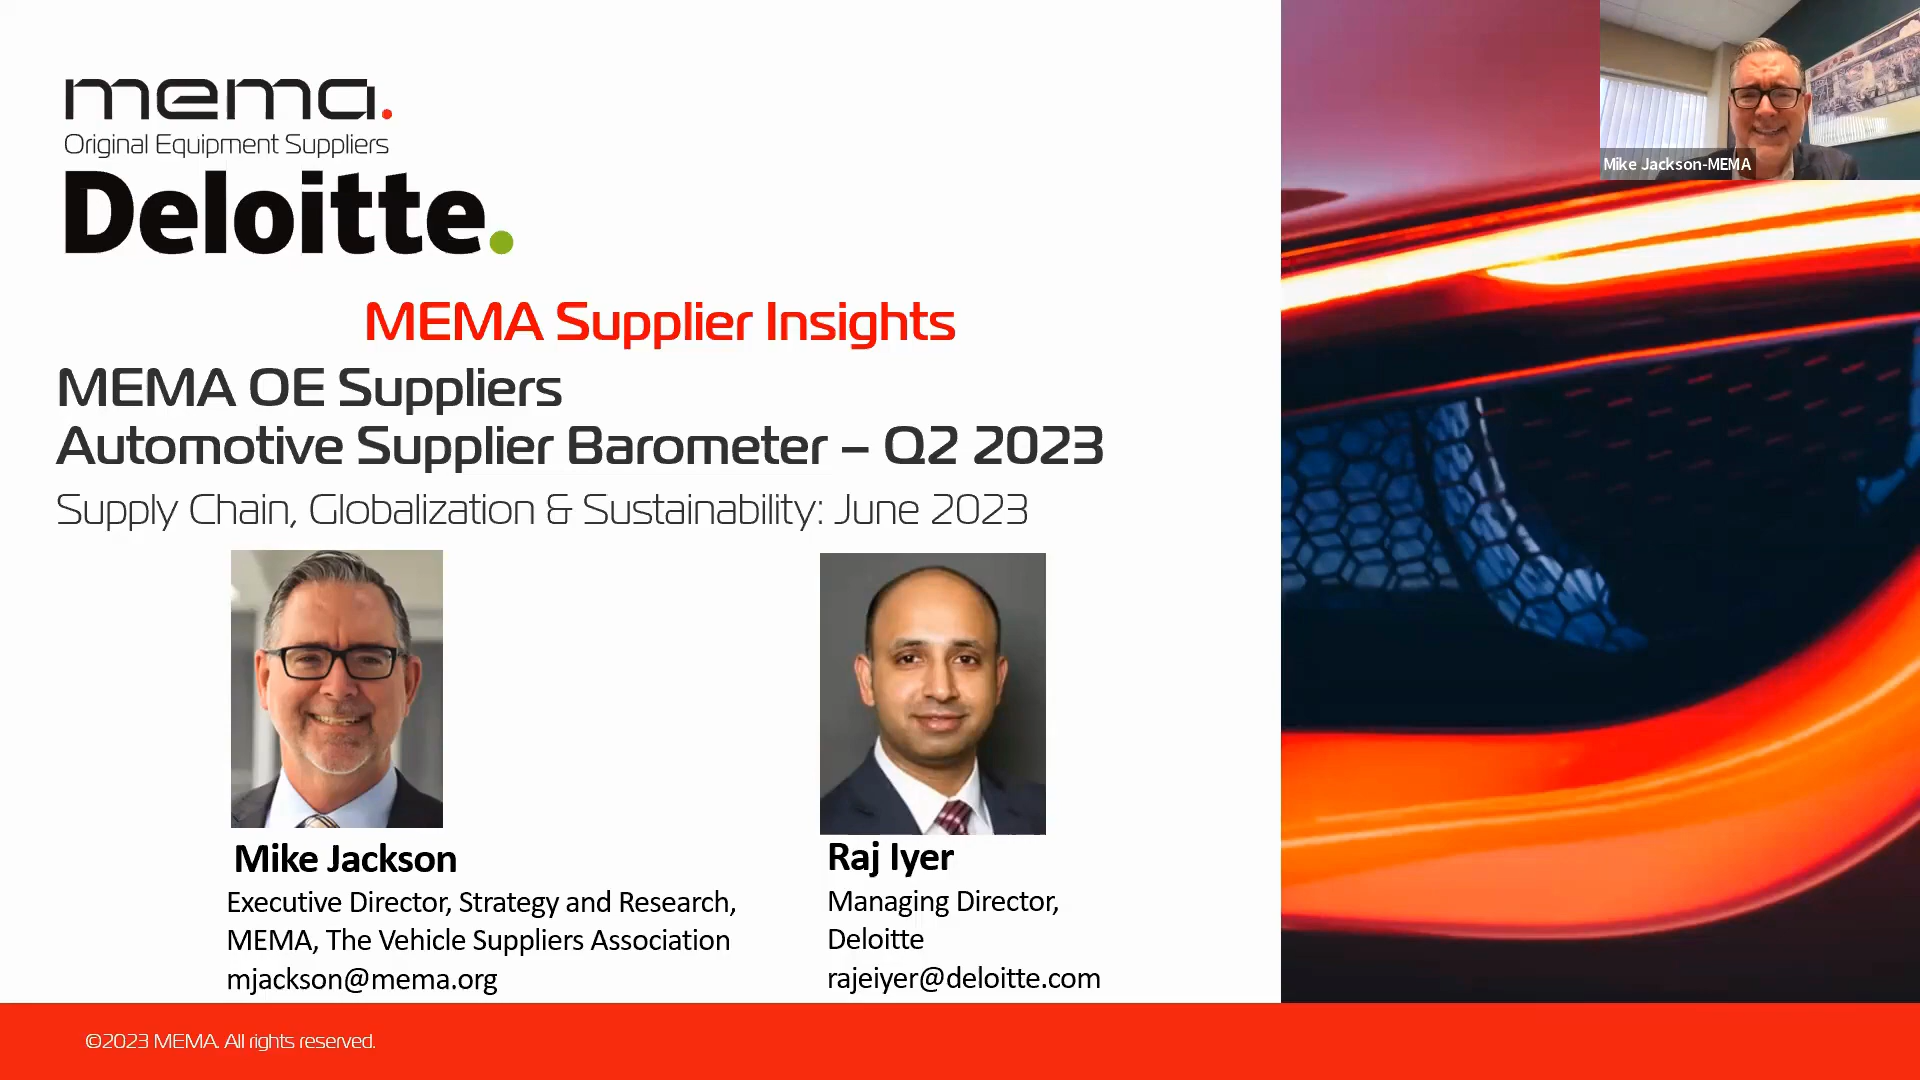 mema.
Original Equipment Suppliers
Deloitte.
MEMA Supplier Insights
MEMA OE Suppliers
Automotive Supplier Barometer – Q2 2023
Supply Chain, Globalization & Sustainability: June 2023
Mike Jackson
Executive Director, Strategy and Research,
MEMA, The Vehicle Suppliers Association
mjackson@mema.org
Raj Iyer
Managing Director,
Deloitte
rajeiyer@deloitte.com
Mike Jackson-MEMA
©2023 MEMA. All rights reserved.